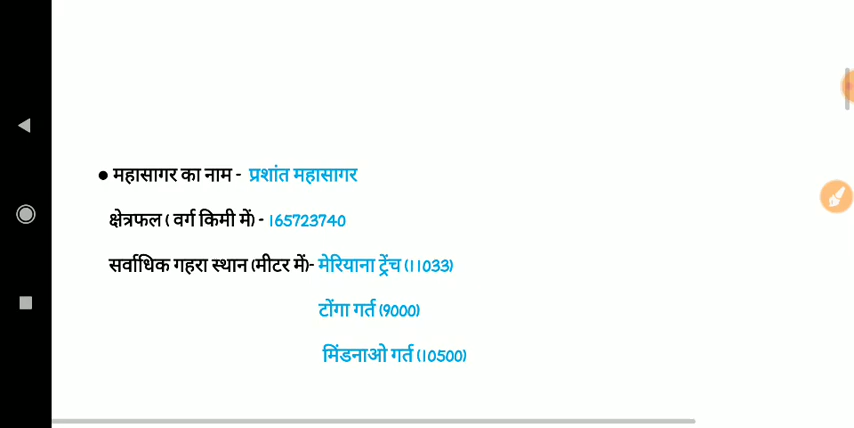 ● महासागर का नाम - प्रशांत महासागर
क्षेत्रफल ( वर्ग किमी में) - 165723740
सर्वाधिक गहरा स्थान (मीटर में)- मेरियाना ट्रेंच (11033)
टोंगा गर्त (9000)
मिंडनाओ गर्त (10500)